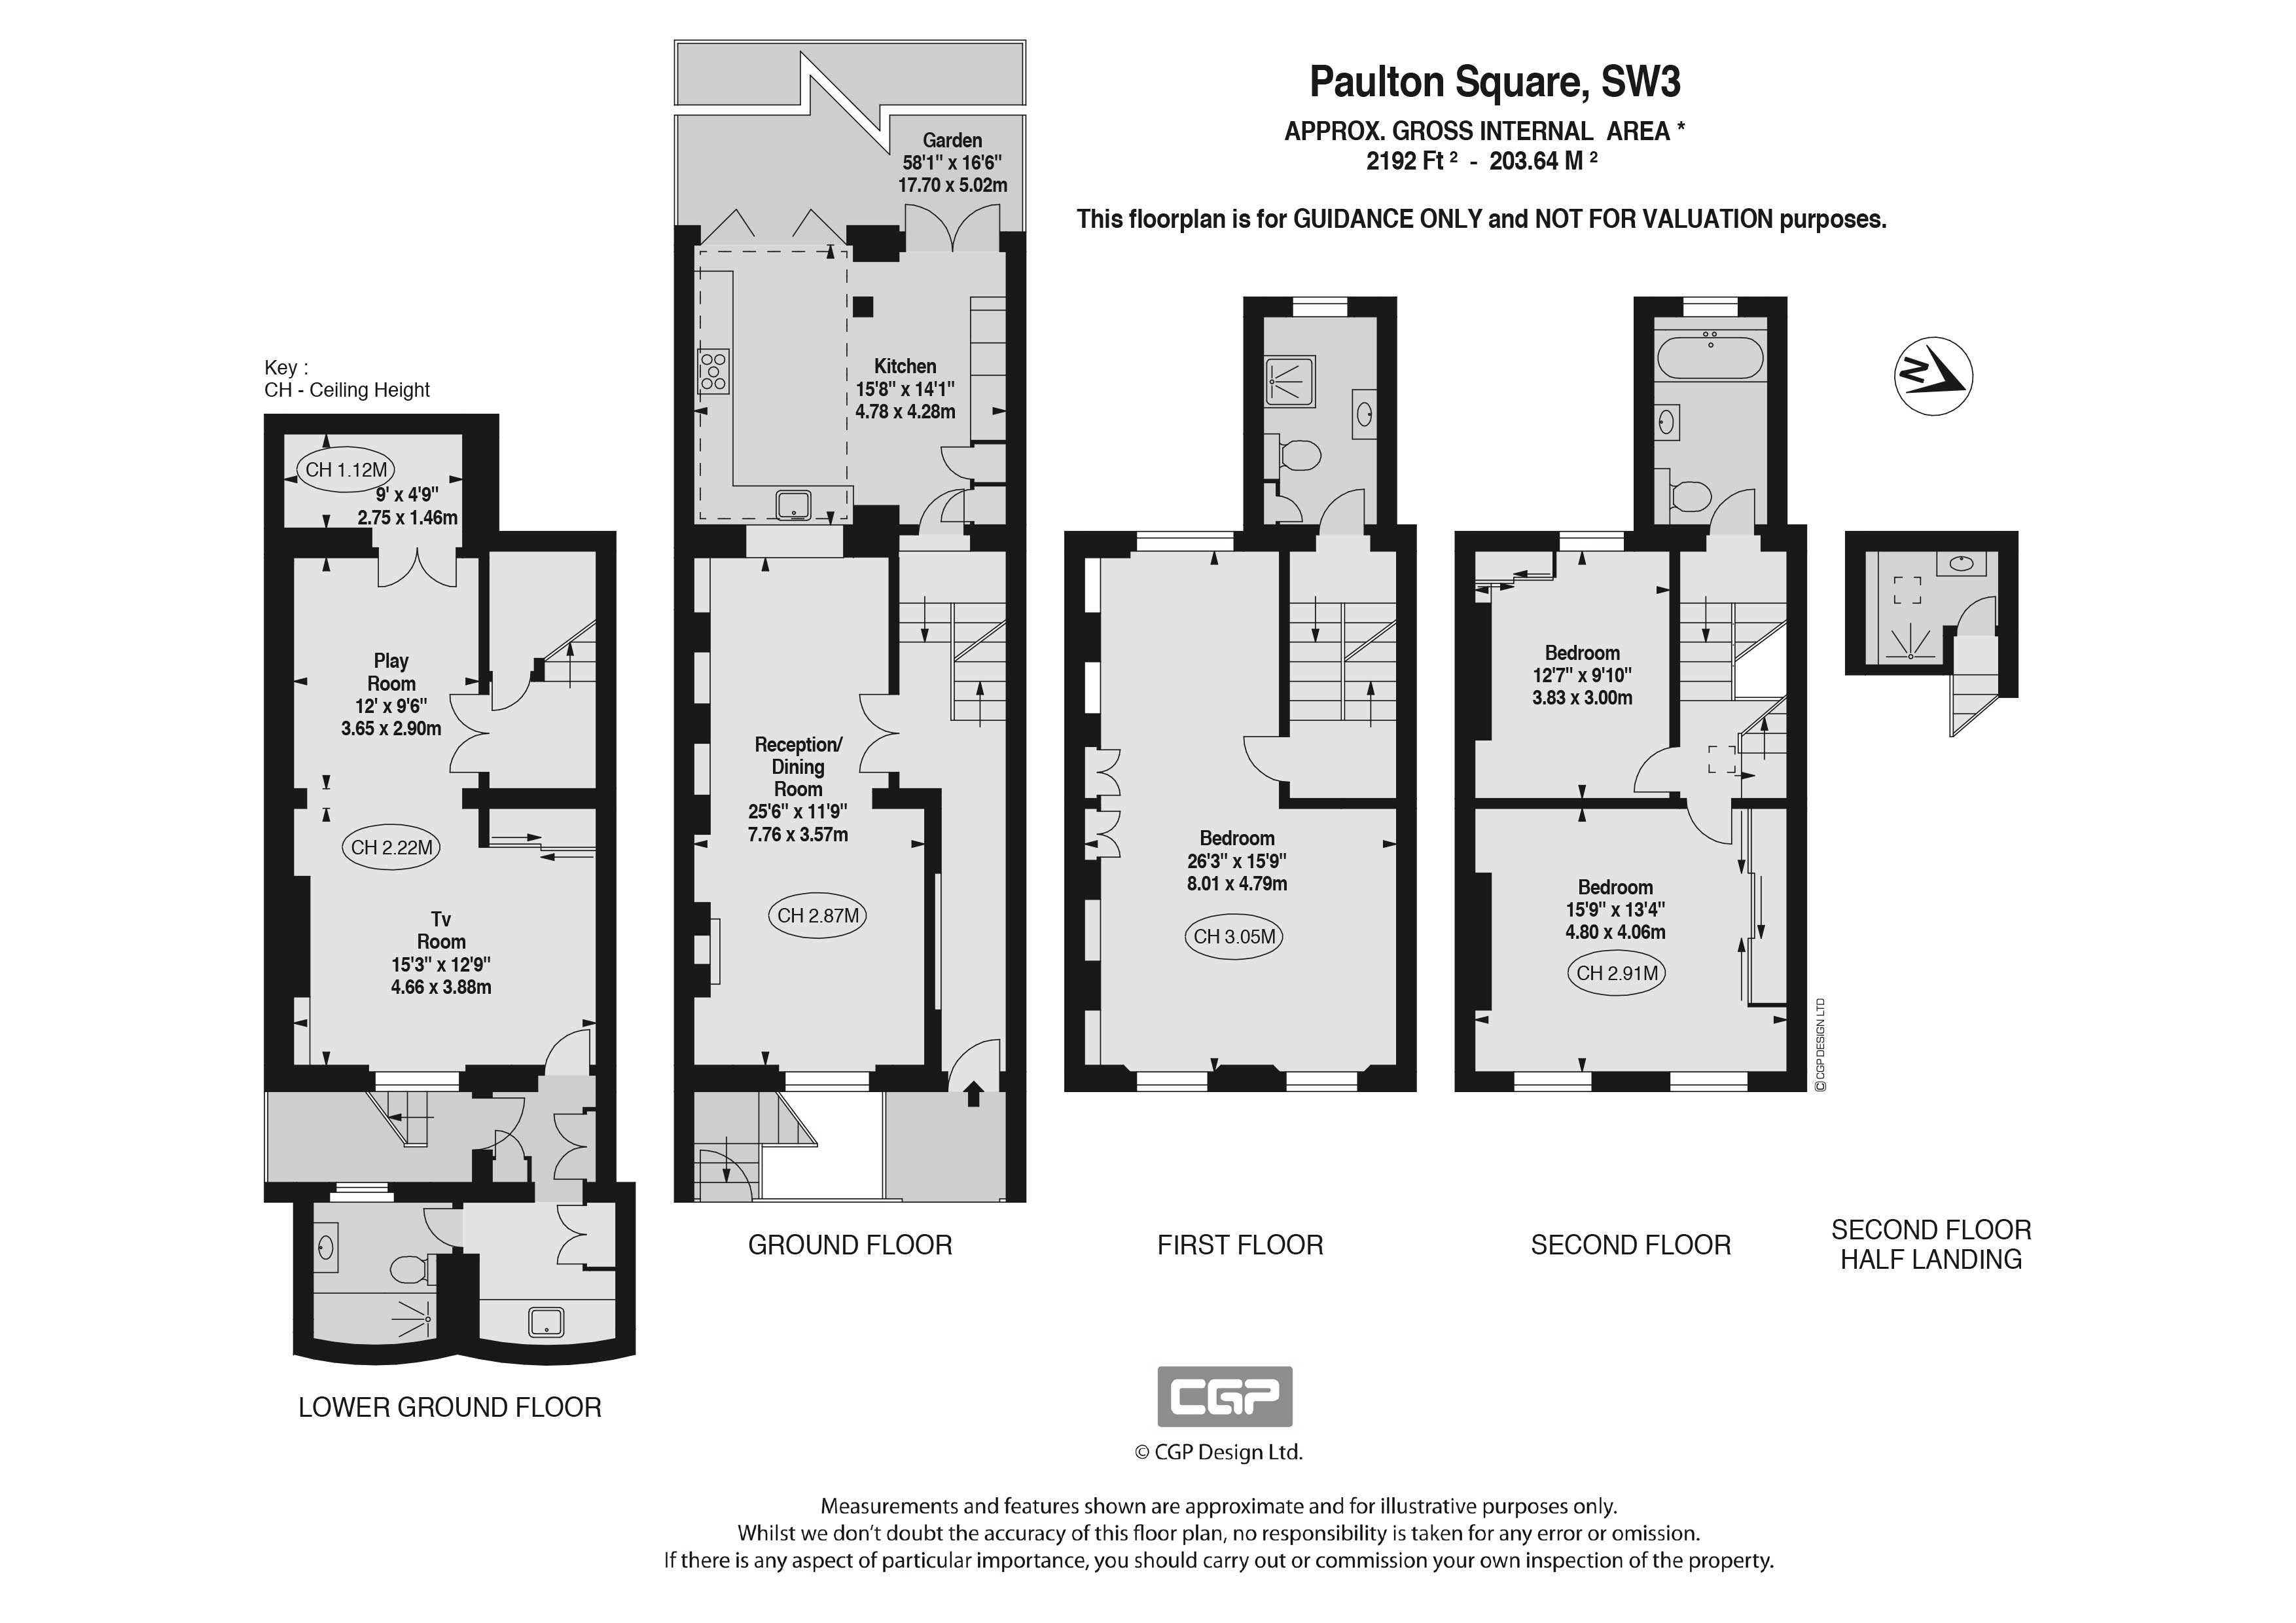 Paulton Square, SW3
APPROX. GROSS INTERNAL AREA *
2192 Ft ² - 203.64 M ²
This floorplan is for GUIDANCE ONLY and NOT FOR VALUATION purposes.
Key :
CH - Ceiling Height
CH 1.12M
9' x 4'9"
2.75 x 1.46m
Play
Room
12' x 9'6"
3.65 x 2.90m
CH 2.22M
Tv
Room
15'3" x 12'9"
4.66 x 3.88m
LOWER GROUND FLOOR
Garden
58'1" x 16'6"
17.70 x 5.02m
Kitchen
15'8" x 14'1"
4.78 x 4.28m
Reception/
Dining
Room
25'6" x 11'9"
7.76 x 3.57m
CH 2.87M
GROUND FLOOR
Bedroom
26'3" x 15'9"
8.01 x 4.79m
CH 3.05M
FIRST FLOOR
Bedroom
12'7" x 9'10"
3.83 x 3.00m
Bedroom
15'9" x 13'4"
4.80 x 4.06m
CH 2.91M
SECOND FLOOR
N
© CGP DESIGN LTD
SECOND FLOOR
HALF LANDING
CGP
© CGP Design Ltd.
Measurements and features shown are approximate and for illustrative purposes only.
Whilst we don't doubt the accuracy of this floor plan, no responsibility is taken for any error or omission.
If there is any aspect of particular importance, you should carry out or commission your own inspection of the property.